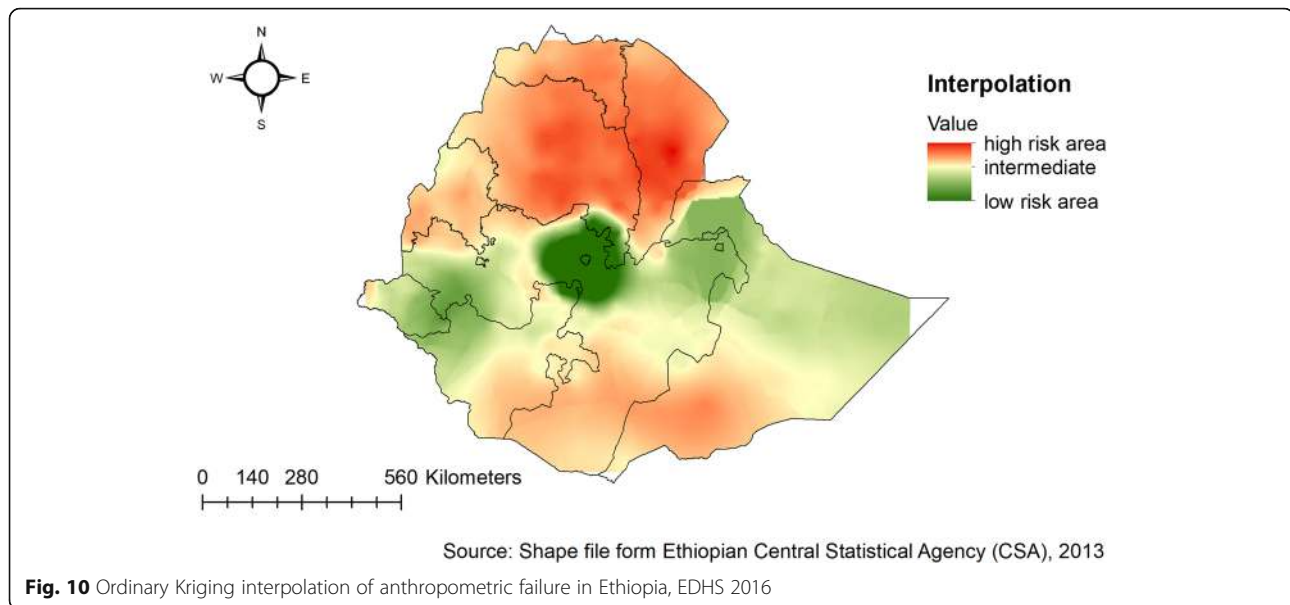 N
W E
S
Interpolation
Value
high risk area
intermediate
low risk area
0 140 280 560 Kilometers
Source: Shape file form Ethiopian Central Statistical Agency (CSA), 2013
Fig. 10 Ordinary Kriging interpolation of anthropometric failure in Ethiopia, EDHS 2016